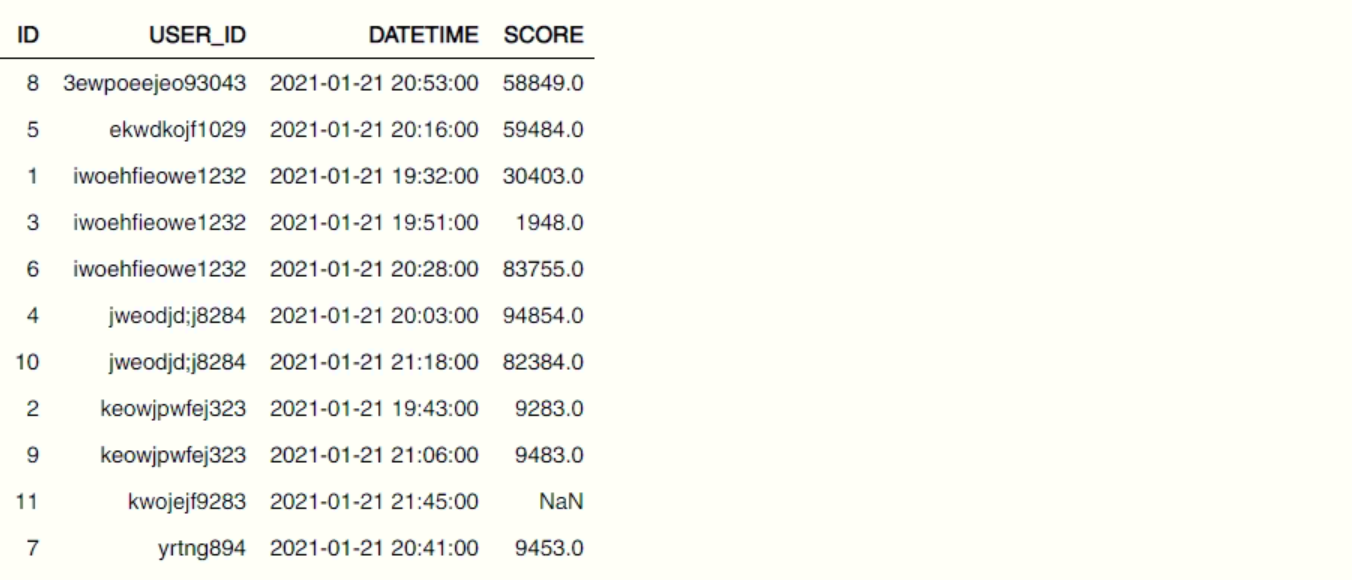 ID USER_ID DATETIME SCORE
8 3ewpoeejeo93043 2021-01-21 20:53:00 58849.0
5 ekwdkojf1029 2021-01-21 20:16:00 59484.0
1 iwoehfieowe1232 2021-01-21 19:32:00 30403.0
3 iwoehfieowe1232 2021-01-21 19:51:00 1948.0
6 iwoehfieowe1232 2021-01-21 20:28:00 83755.0
4 jweodjd;j8284 2021-01-21 20:03:00 94854.0
10 jweodjd;j8284 2021-01-21 21:18:00 82384.0
2 keowjpwfej323 2021-01-21 19:43:00 9283.0
9 keowjpwfej323 2021-01-21 21:06:00 9483.0
11 kwojejf9283 2021-01-21 21:45:00 NaN
7 yrtng894 2021-01-21 20:41:00 9453.0